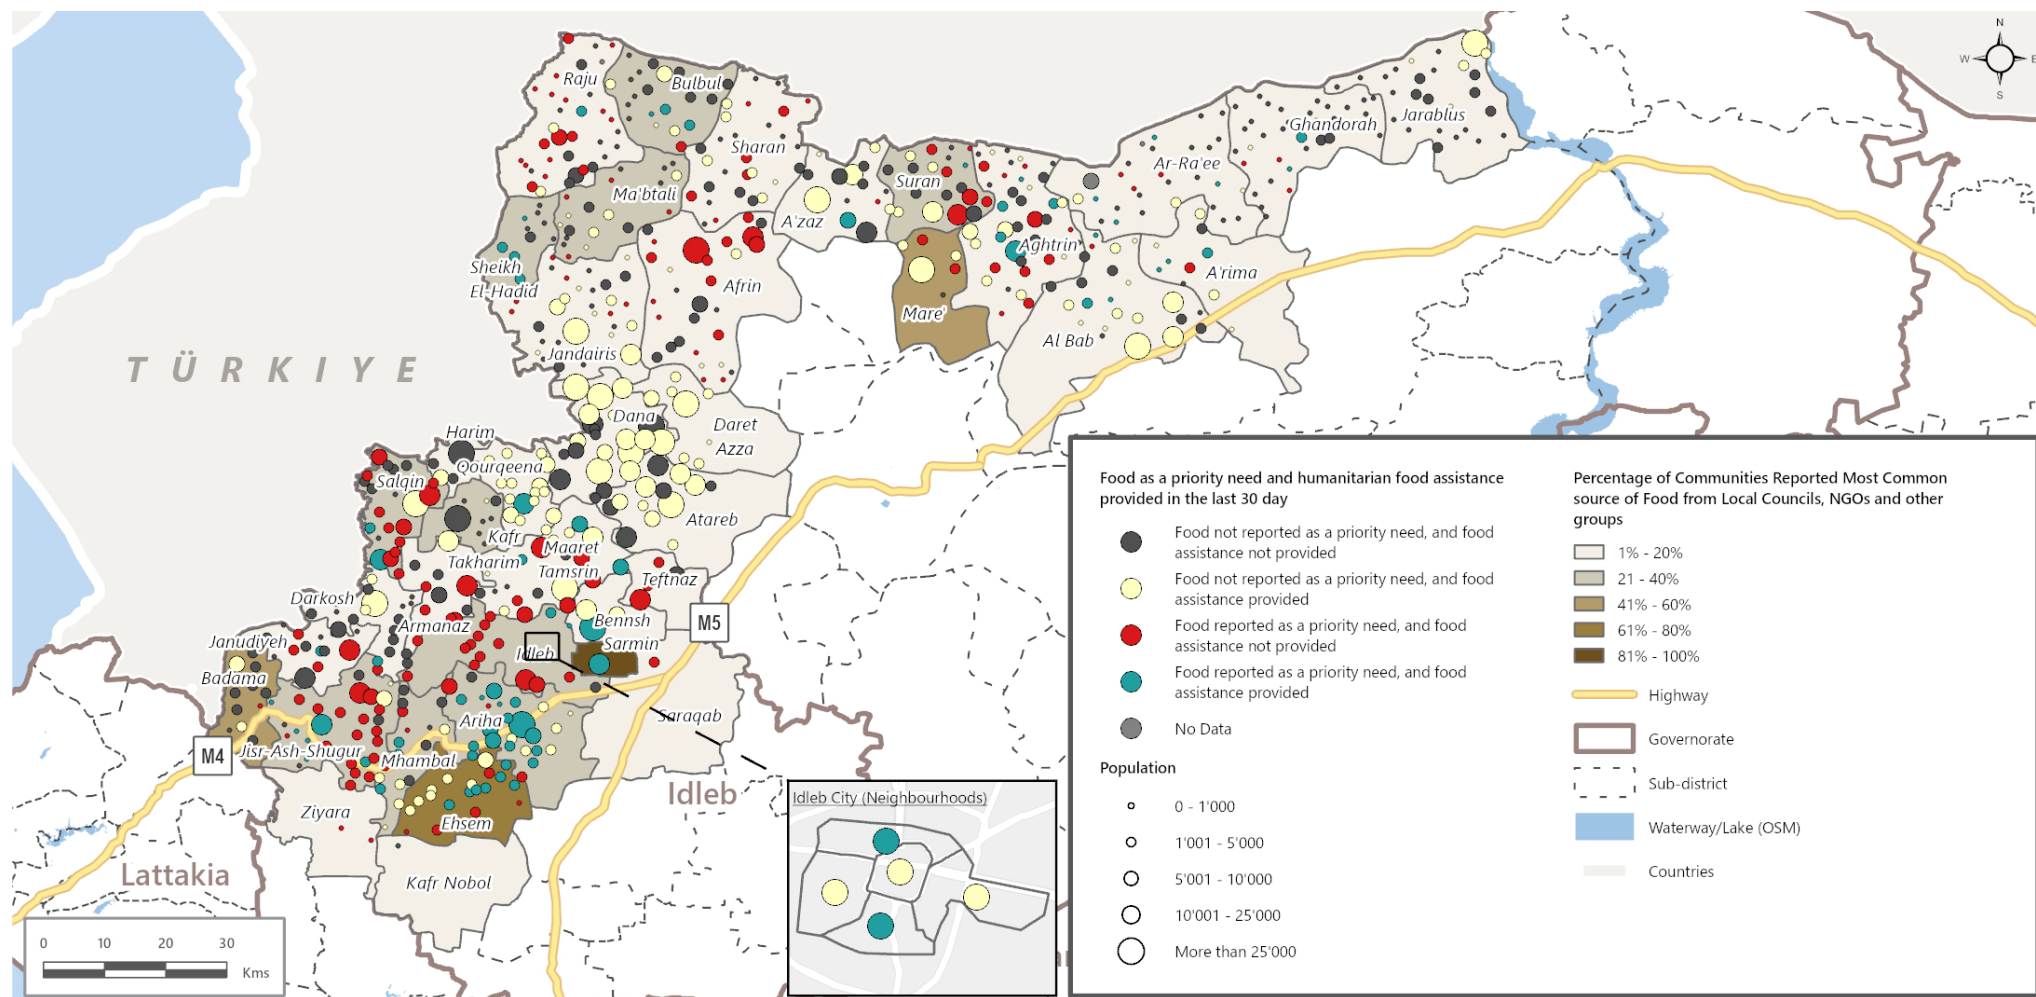 N
W
E
S
Raju
Bulbul
Sharan
Ma'btali
A'zaz
Suran
Ar-Ra'ee
Ghandorah
Jarablus
Sheikh
El-Hadid
Afrin
Aghtrin
A'rima
Mare'
Al Bab
Jandairis
TÜRKIYE
Dana
Daret
Azza
Harim
Qourqeena
Salqin
Atareb
Kafr
Takharim
Maaret
Tamsrin
Teftnaz
Darkosh
Armanaz
Bennsh
Sarmin
M5
Janudiyeh
Badama
Idleb
Ariha
Saraqab
M4
Jisr-Ash-Shugur
Mhambal
Ziyara
Ehsem
Idleb
Lattakia
Kafr Nobol
0 10 20 30
Kms
Idleb City (Neighbourhoods)
Food as a priority need and humanitarian food assistance
provided in the last 30 day
Food not reported as a priority need, and food
assistance not provided
Food not reported as a priority need, and food
assistance provided
Food reported as a priority need, and food
assistance not provided
Food reported as a priority need, and food
assistance provided
No Data
Population
0 - 1'000
1'001 - 5'000
5'001 - 10'000
10'001 - 25'000
More than 25'000
Percentage of Communities Reported Most Common
source of Food from Local Councils, NGOs and other
groups
1% - 20%
21 - 40%
41% - 60%
61% - 80%
81% - 100%
Highway
Governorate
Sub-district
Waterway/Lake (OSM)
Countries